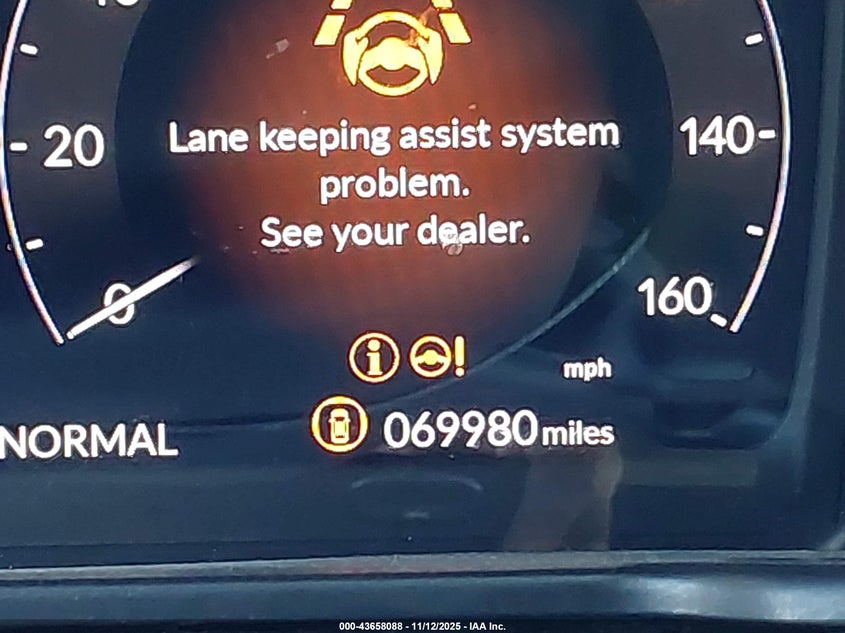 Lane keeping assist system
problem.
See your dealer.
20
0
140
160
mph
069980 miles
NORMAL
000-43658088 - 11/12/2025 - IAA Inc.